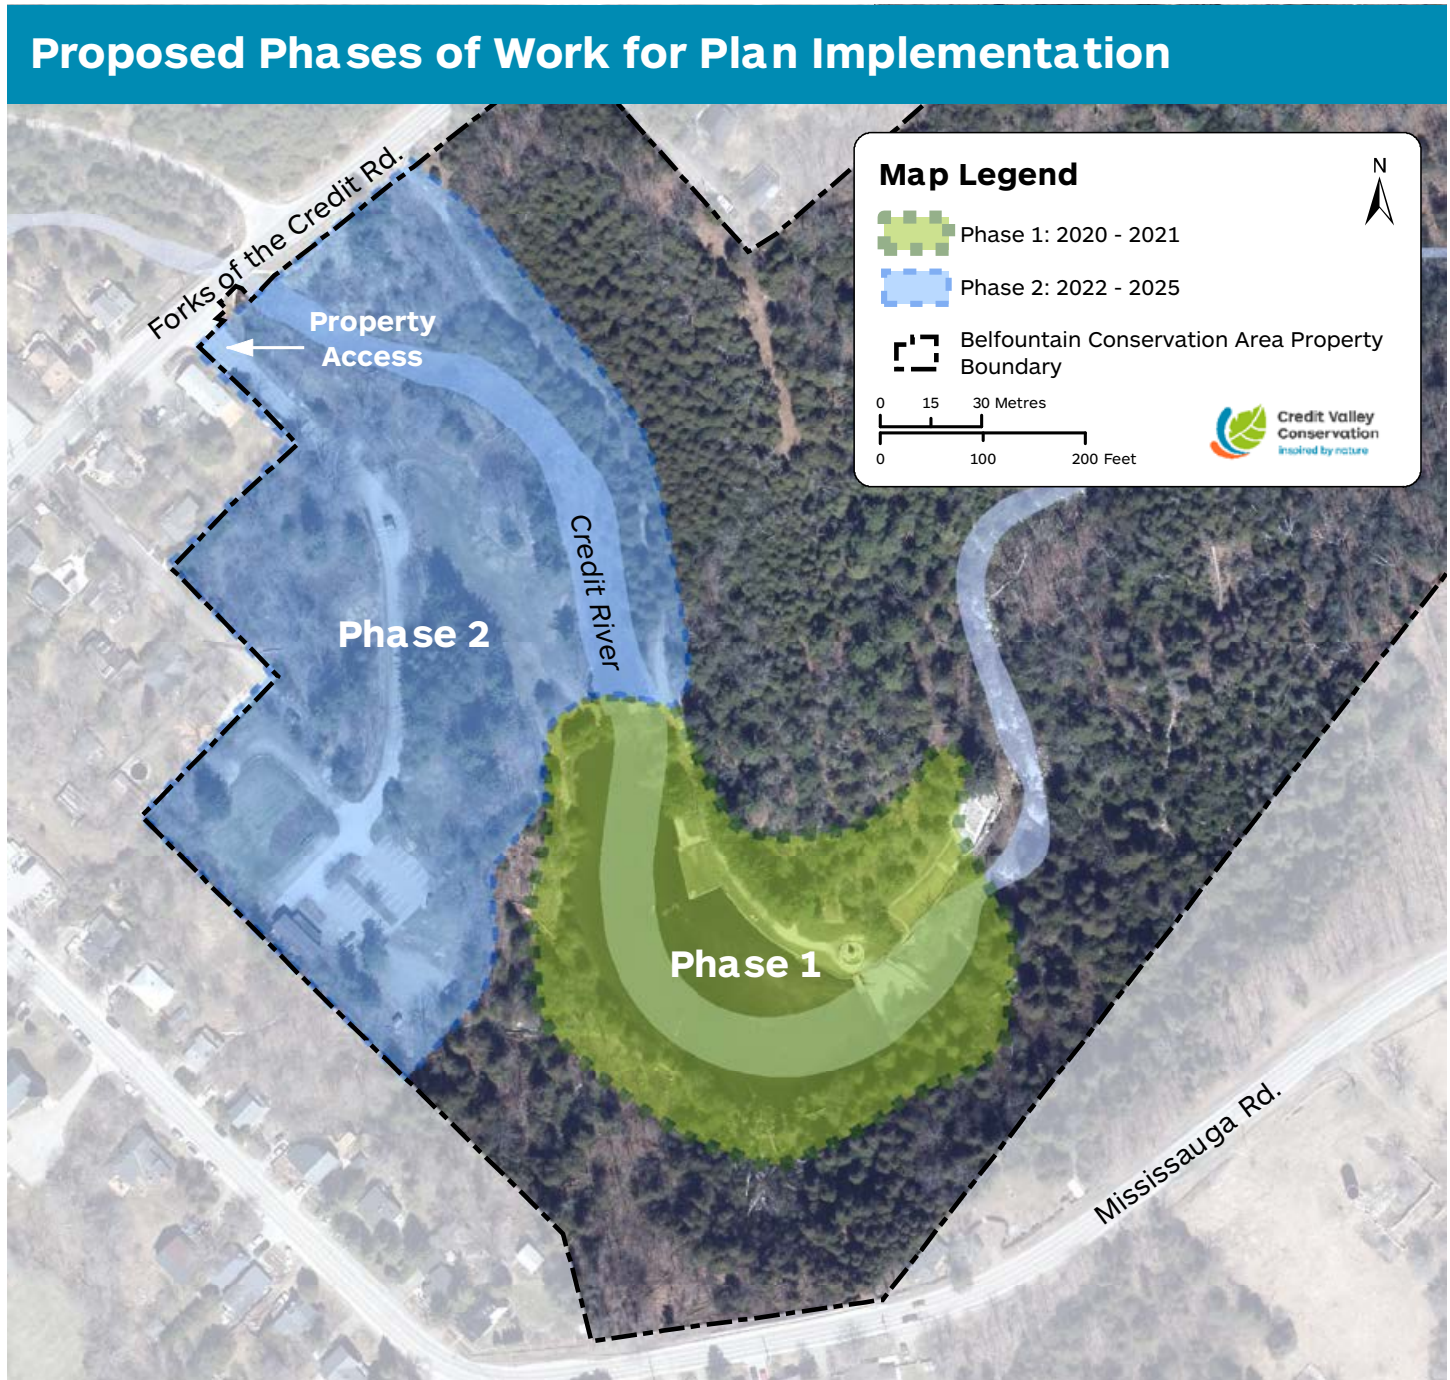 Proposed Phases of Work for Plan Implementation
Forks of the Credit Rd.
Map Legend
N
Phase 1: 2020 - 2021
Phase 2: 2022 - 2025
Belfountain Conservation Area Property
Boundary
0 15 30 Metres
0 100 200 Feet
Credit Valley
Conservation
inspired by nature
Property
Access
Credit River
Phase 2
Phase 1
Mississauga Rd.